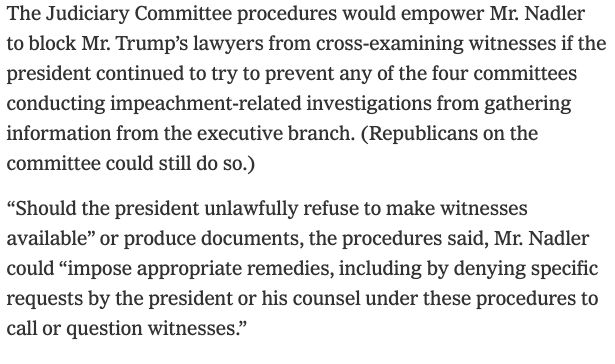 The Judiciary Committee procedures would empower Mr. Nadler
to block Mr. Trump’s lawyers from cross-examining witnesses if the
president continued to try to prevent any of the four committees
conducting impeachment-related investigations from gathering
information from the executive branch. (Republicans on the
committee could still do so.)
“Should the president unlawfully refuse to make witnesses
available” or produce documents, the procedures said, Mr. Nadler
could “impose appropriate remedies, including by denying specific
requests by the president or his counsel under these procedures to
call or question witnesses.”